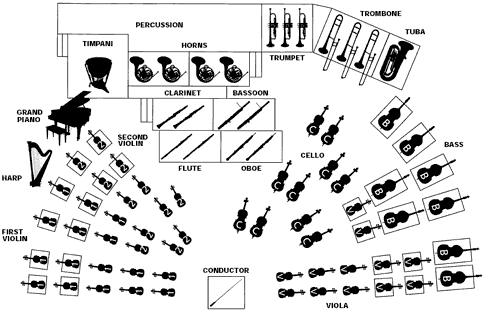 PERCUSSION
TROMBONE
TUBA
TIMPANI
HORNS
TRUMPET
CLARINET
BASSOON
GRAND
PIANO
SECOND
VIOLIN
FLUTE
OBOE
CELLO
BASS
HARP
FIRST
VIOLIN
CONDUCTOR
VIOLA